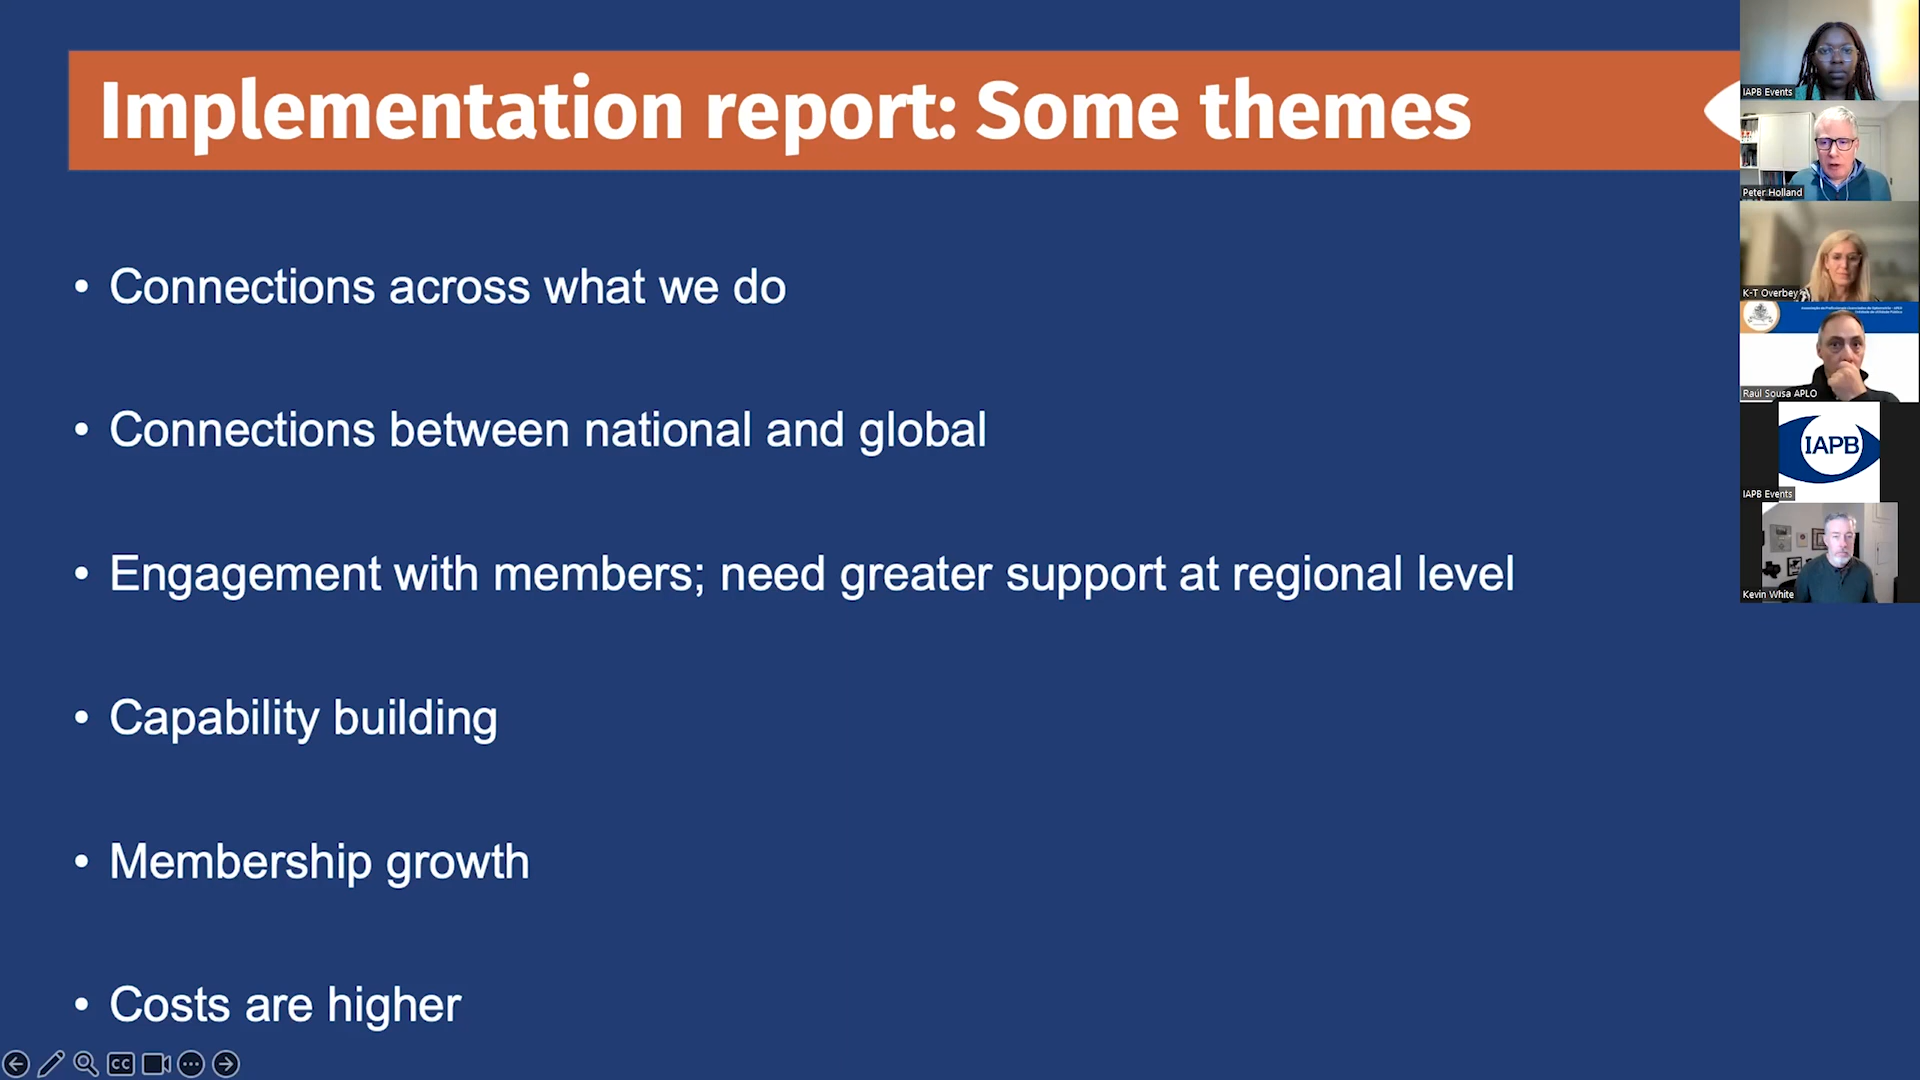 Implementation report: Some themes
• Connections across what we do
• Connections between national and global
• Engagement with members; need greater support at regional level
• Capability building
• Membership growth
• Costs are higher
CC
IAPB Events
Peter Holland
K-T Overbey
Raúl Sousa APLO
IAPB
IAPB Events
Kevin White